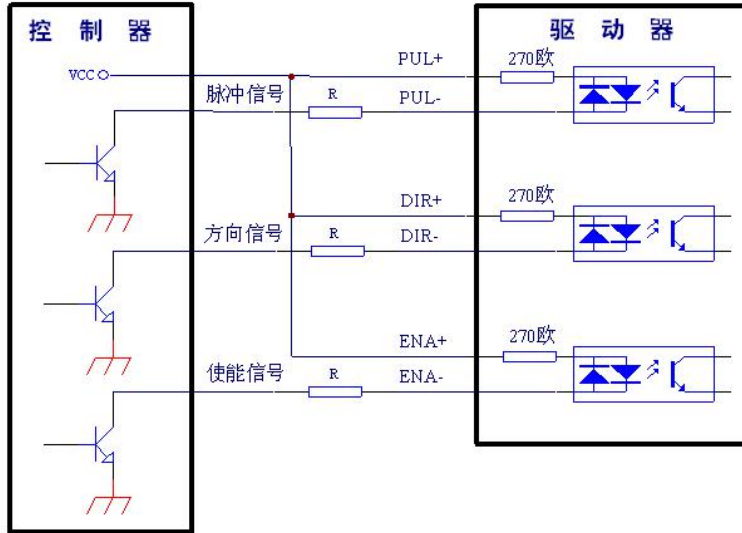 控 制 器
驱 动 器
VCC
PUL+
270欧
脉冲信号
R
PUL-
DIR+
270欧
方向信号
R
DIR-
ENA+
270欧
使能信号
R
ENA-